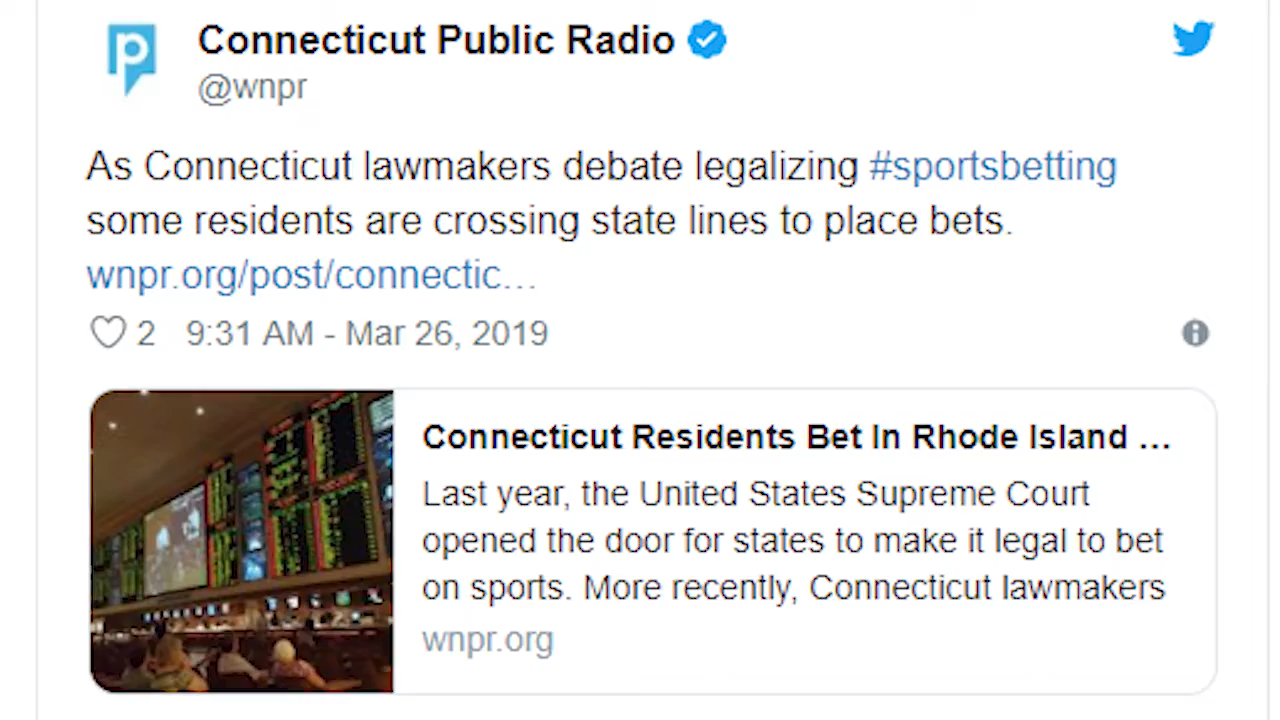 Connecticut Public Radio
@wnpr
As Connecticut lawmakers debate legalizing #sportsbetting
some residents are crossing state lines to place bets.
wnpr.org/post/connectic…
2 9:31 AM - Mar 26, 2019
Connecticut Residents Bet In Rhode Island ...
Last year, the United States Supreme Court
opened the door for states to make it legal to bet
on sports. More recently, Connecticut lawmakers
wnpr.org